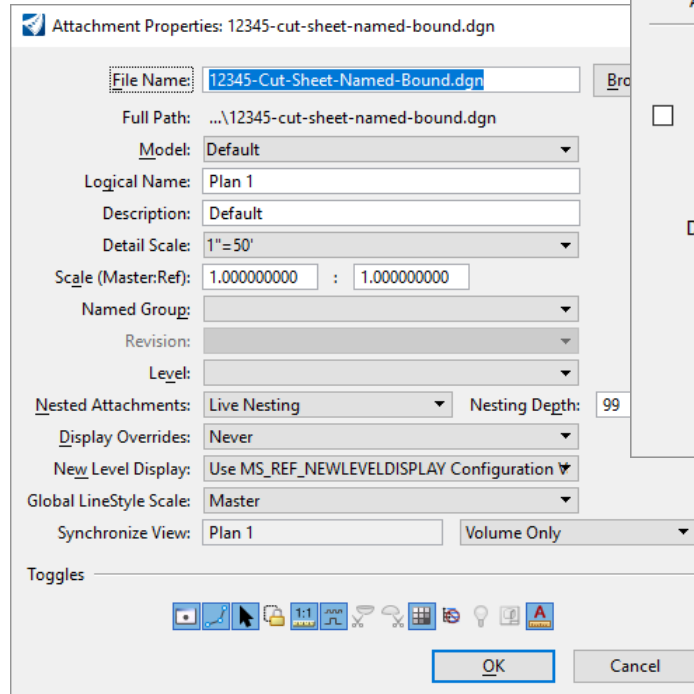 Attachment Properties: 12345-cut-sheet-named-bound.dgn
File Name: 12345-Cut-Sheet-Named-Bound.dgn Bro
Full Path: ...\12345-cut-sheet-named-bound.dgn
Model: Default
Logical Name: Plan 1
Description: Default
Detail Scale: 1"=50'
Scale (Master:Ref): 1.000000000 : 1.000000000
Named Group:
Revision:
Level:
Nested Attachments: Live Nesting Nesting Depth: 99
Display Overrides: Never
New Level Display: Use MS_REF_NEWLEVELDISPLAY Configuration V
Global LineStyle Scale: Master
Synchronize View: Plan 1 Volume Only
Toggles
1:1 A
OK Cancel